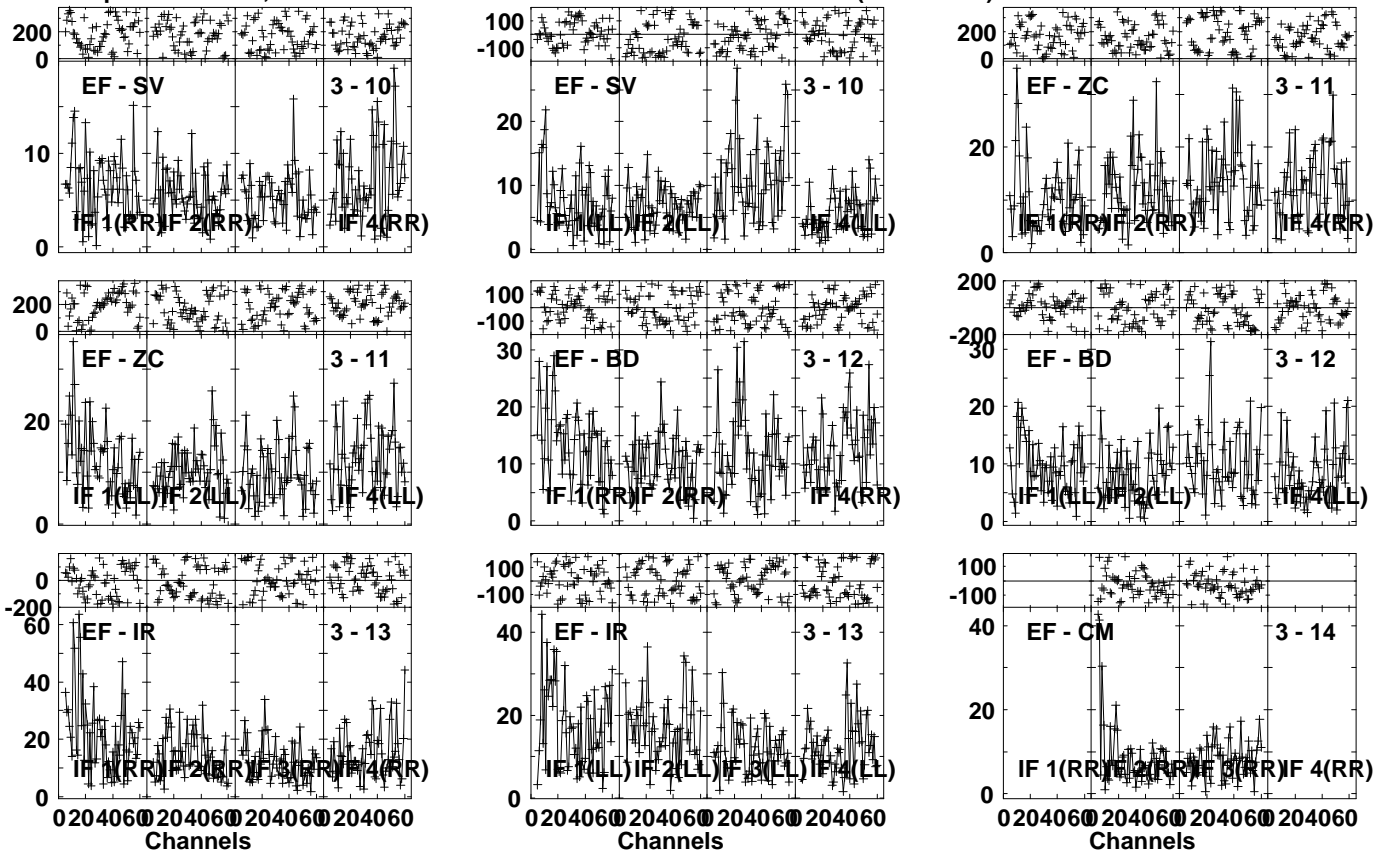 200
0
EF - SV
3 - 10
10
0
IF 1(RR)
IF 2(RR)
IF 4(RR)
100
-100
EF - SV
3 - 10
20
10
0
IF 1(LL)
IF 2(LL)
IF 4(LL)
200
0
EF - ZC
3 - 11
20
0
IF 1(RR)
IF 2(RR)
IF 4(RR)
200
0
EF - ZC
3 - 11
20
0
IF 1(LL)
IF 2(LL)
IF 4(LL)
100
-100
EF - BD
3 - 12
30
20
10
0
IF 1(RR)
IF 2(RR)
IF 4(RR)
200
0
-200
EF - BD
3 - 12
30
20
10
0
IF 1(LL)
IF 2(LL)
IF 4(LL)
0
-200
EF - IR
3 - 13
60
40
20
0
IF 1(RR)
IF 2(RR)
IF 3(RR)
IF 4(RR)
0 20 40 60 0 20 40 60 0 20 40 60 0 20 40 60
Channels
100
-100
EF - IR
3 - 13
40
20
0
IF 1(LL)
IF 2(LL)
IF 3(LL)
IF 4(LL)
0 20 40 60 0 20 40 60 0 20 40 60 0 20 40 60
Channels
100
-100
EF - CM
3 - 14
40
20
0
IF 1(RR)
IF 2(RR)
IF 3(RR)
IF 4(RR)
0 20 40 60 0 20 40 60 0 20 40 60 0 20 40 60
Channels